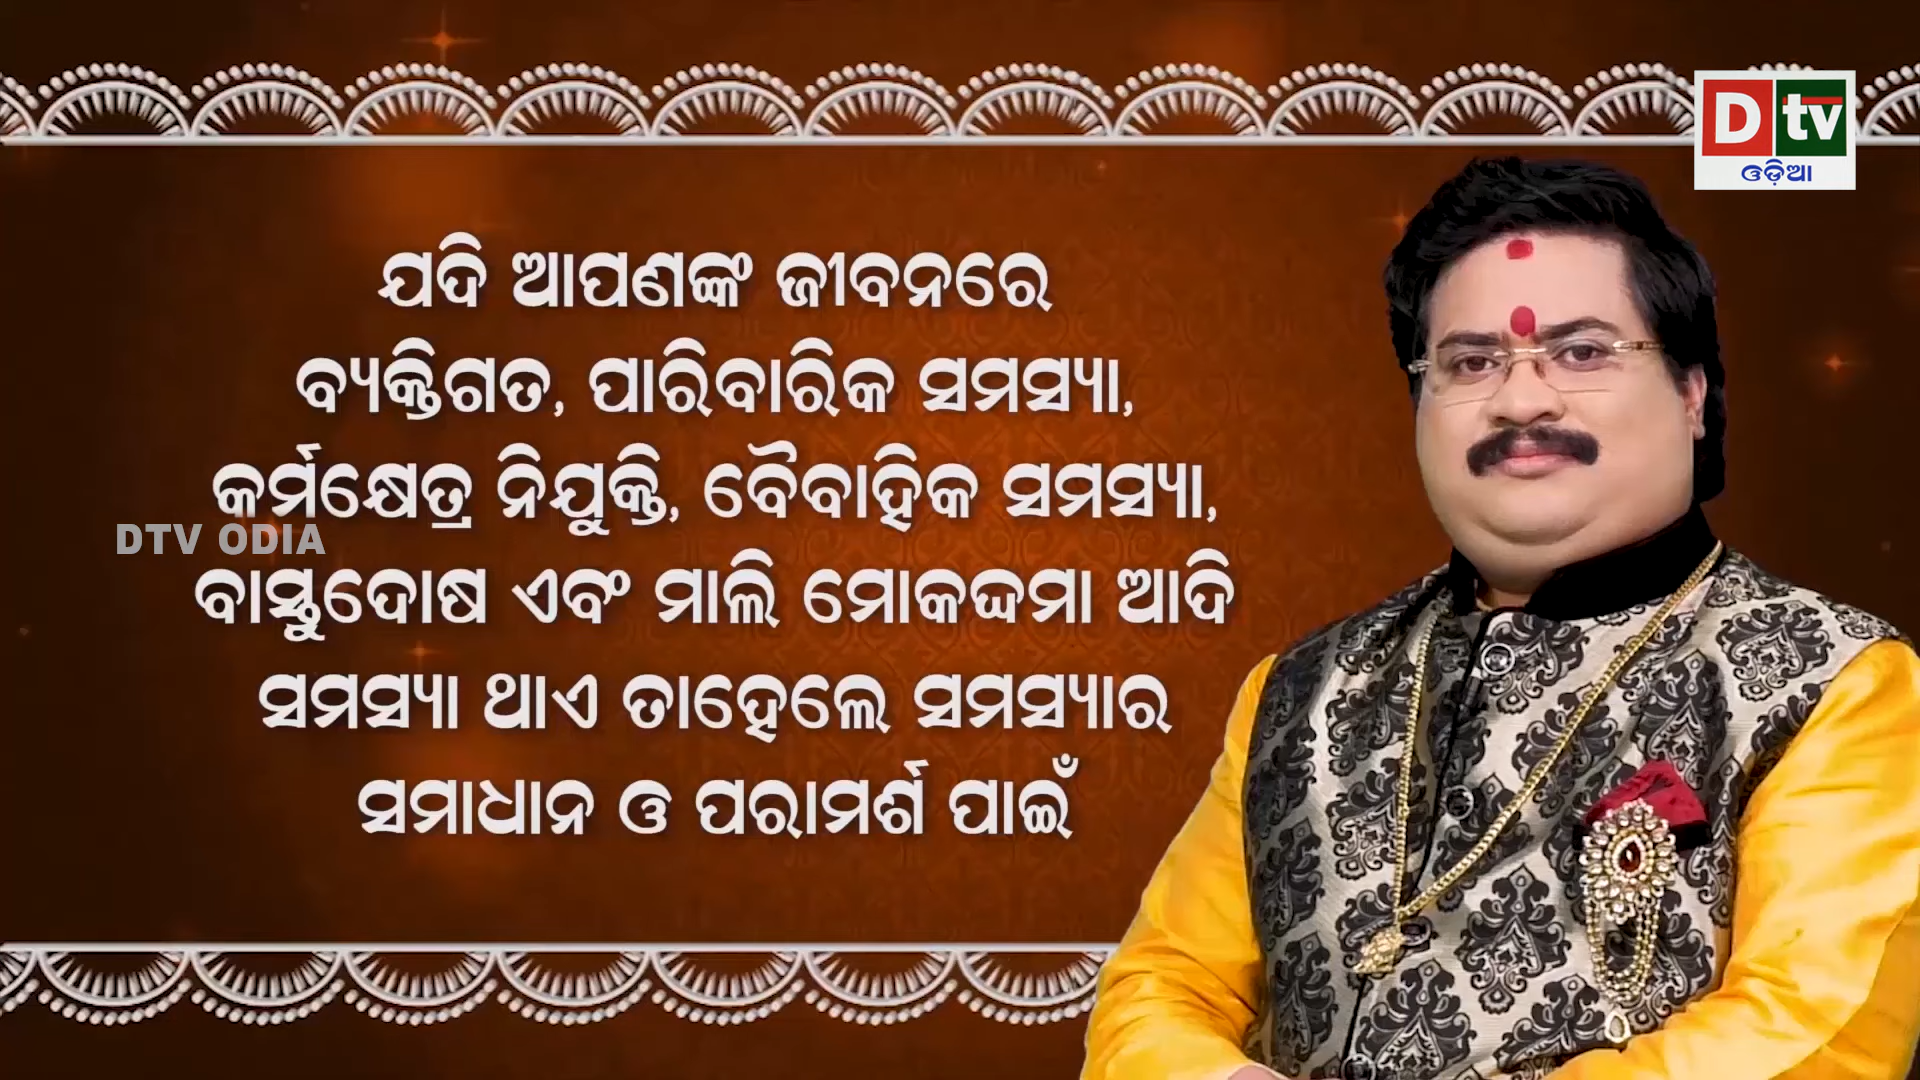 D tv
ଓଡ଼ିଆ
ଯଦି ଆପଣଙ୍କ ଜୀବନରେ
ବ୍ୟକ୍ତିଗତ, ପାରିବାରିକ ସମସ୍ୟା,
କର୍ମକ୍ଷେତ୍ର ନିଯୁକ୍ତି, ବୈବାହିକ ସମସ୍ୟା,
DTV ODIA
ବାସ୍ତୁଦୋଷ ଏବଂ ମାଲି ମୋକଦ୍ଦମା ଆଦି
ସମସ୍ୟା ଥାଏ ତାହେଲେ ସମସ୍ୟାର
ସମାଧାନ ଓ ପରାମର୍ଶ ପାଇଁ